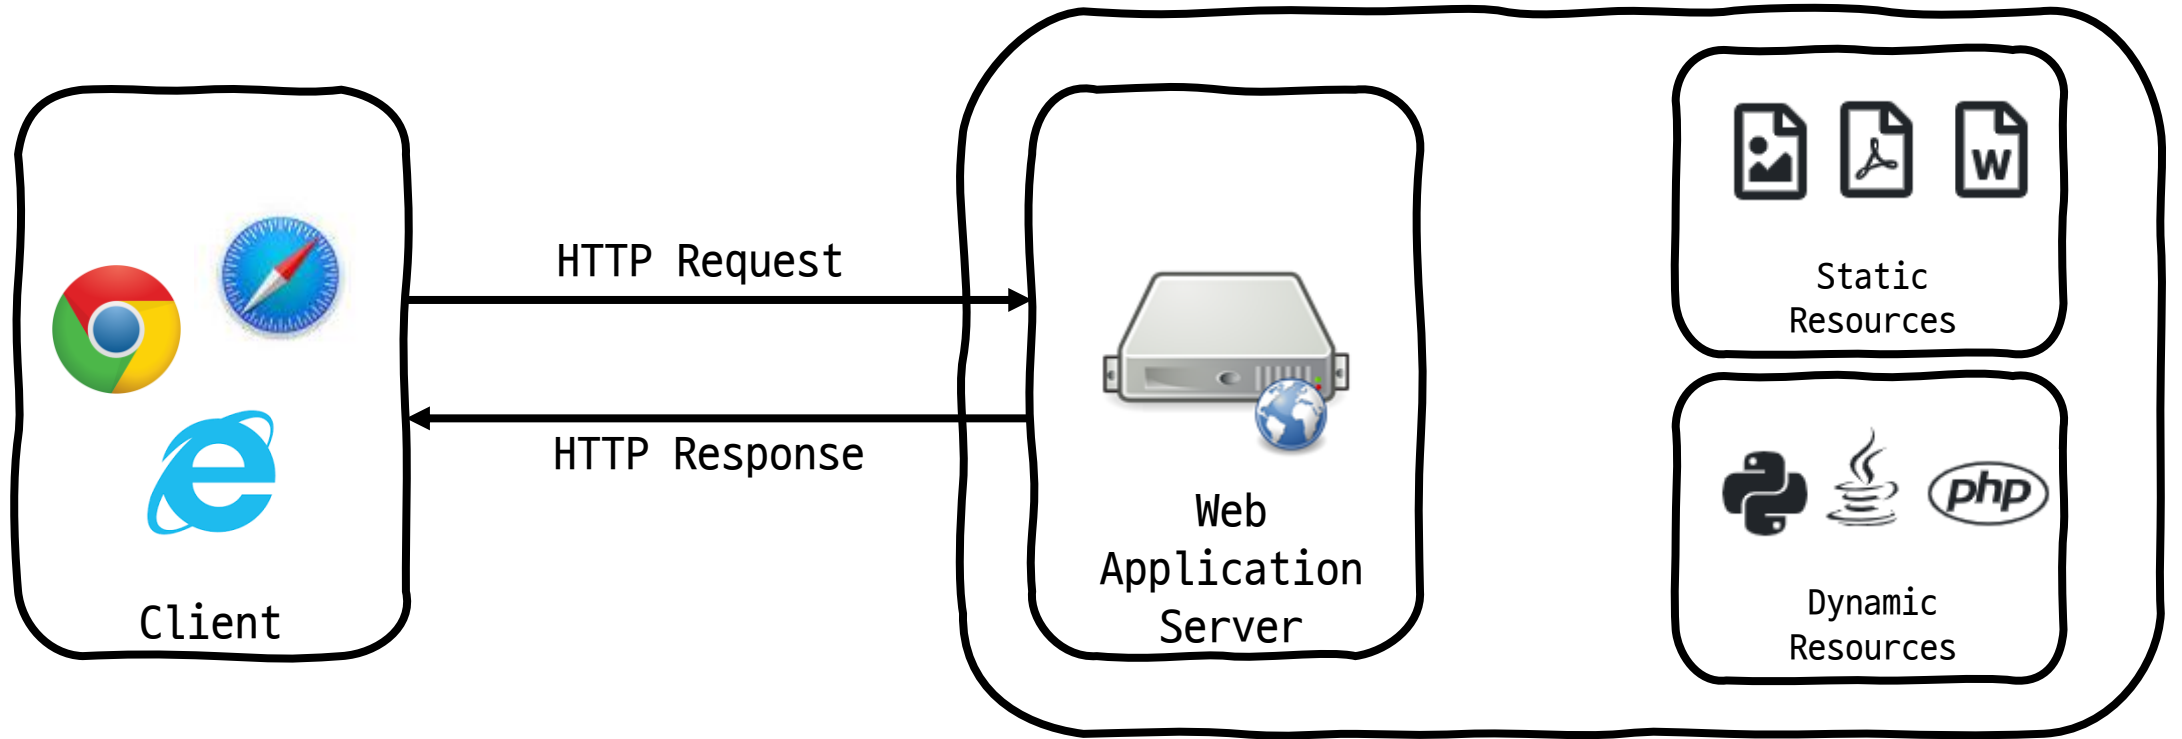 HTTP Request
HTTP Response
Client
Web
Application
Server
W
Static
Resources
php
Dynamic
Resources